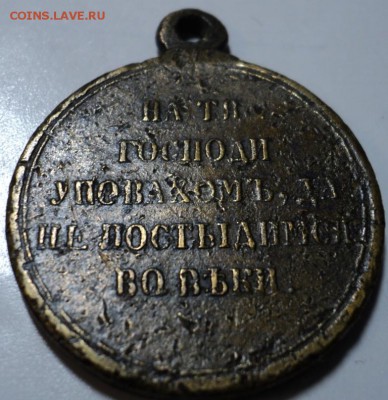 COINS.LAVE.RU
НА ТЯ
ГОСПОДИ
УПОВАХОМЪ, ДА
НЕ ПОСТЫДИМСЯ
ВО ВѢКИ.